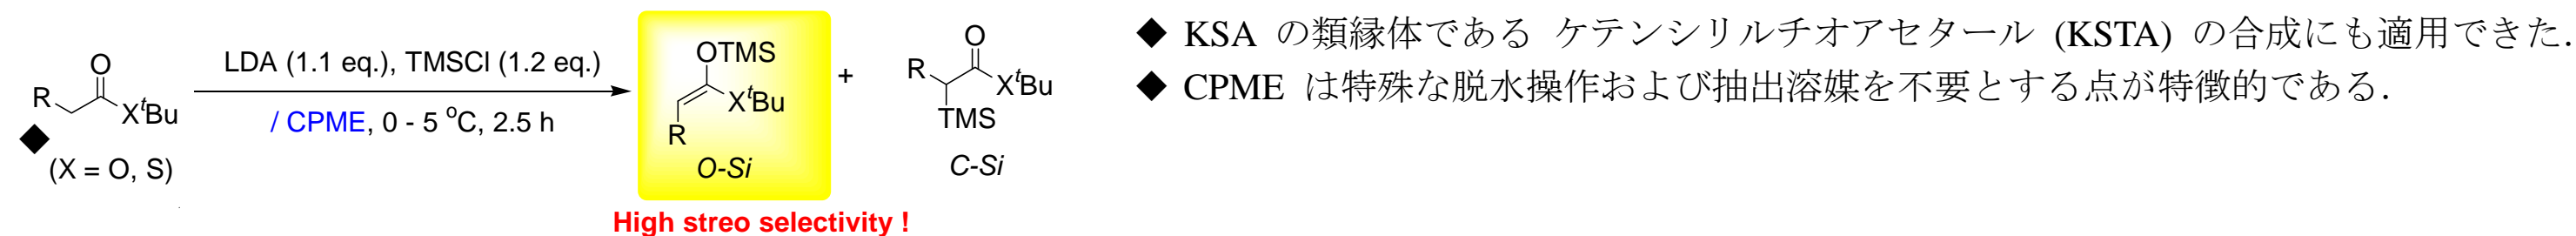 LDA (1.1 eq.), TMSCl (1.2 eq.)
/ CPME, 0 - 5 °C, 2.5 h
R
O
XᵗBu
(X = O, S)
OTMS
XᵗBu
R
O-Si
+
R
O
XᵗBu
TMS
C-Si
High streo selectivity !
◆ KSA の類縁体である ケテンシリルチオアセタール (KSTA) の合成にも適用できた.
◆ CPME は特殊な脱水操作および抽出溶媒を不要とする点が特徴的である.